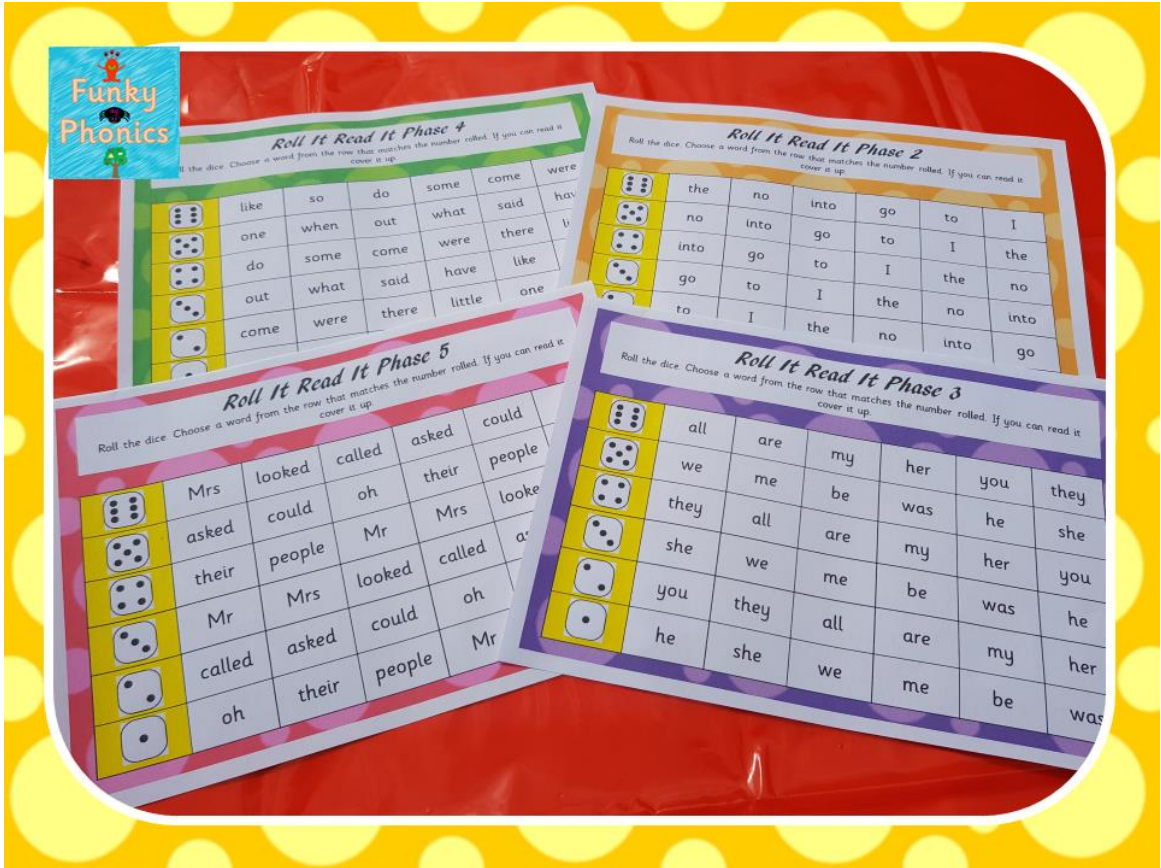 Funky
Phonics
Roll It Read It Phase 4
ll the dice. Choose a word from the row that matches the number rolled. If you can read it
cover it up
like so do some come were
one when out what said hav
do some come were there
out what said have like
come were there little one
Roll It Read It Phase 2
Roll the dice. Choose a word from the row that matches the number rolled. If you can read it
cover it up
the no into go to I
no into go to I the
into go to I the no
go to I the no into
to I the no into go
Roll It Read It Phase 5
Roll the dice. Choose a word from the row that matches the number rolled. If you can read it
cover it up.
Mrs looked called asked could
asked could oh their people
their people Mr Mrs looke
Mr Mrs looked called
called asked could oh
oh their people Mr
Roll It Read It Phase 3
Roll the dice. Choose a word from the row that matches the number rolled. If you can read it
cover it up.
all are my her you they
we me be was he she
they all are my her you
she we me be was he
you they all are my her
he she we me be was